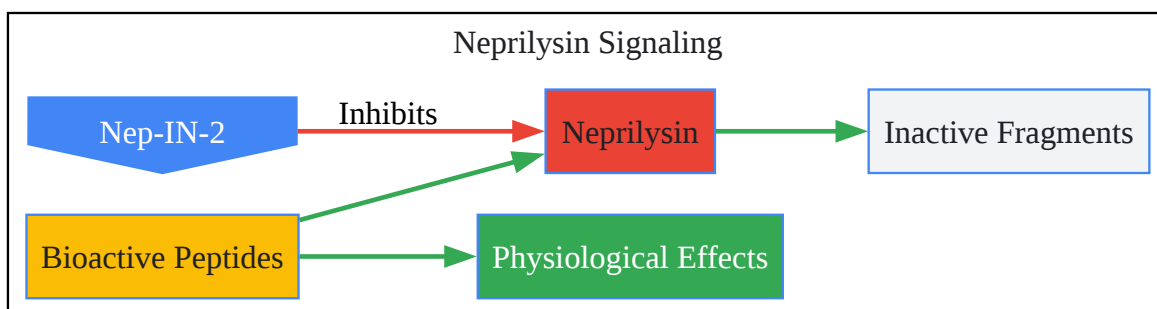 Neprilysin Signaling
Nep-IN-2
Inhibits
Neprilysin
Inactive Fragments
Bioactive Peptides
Physiological Effects